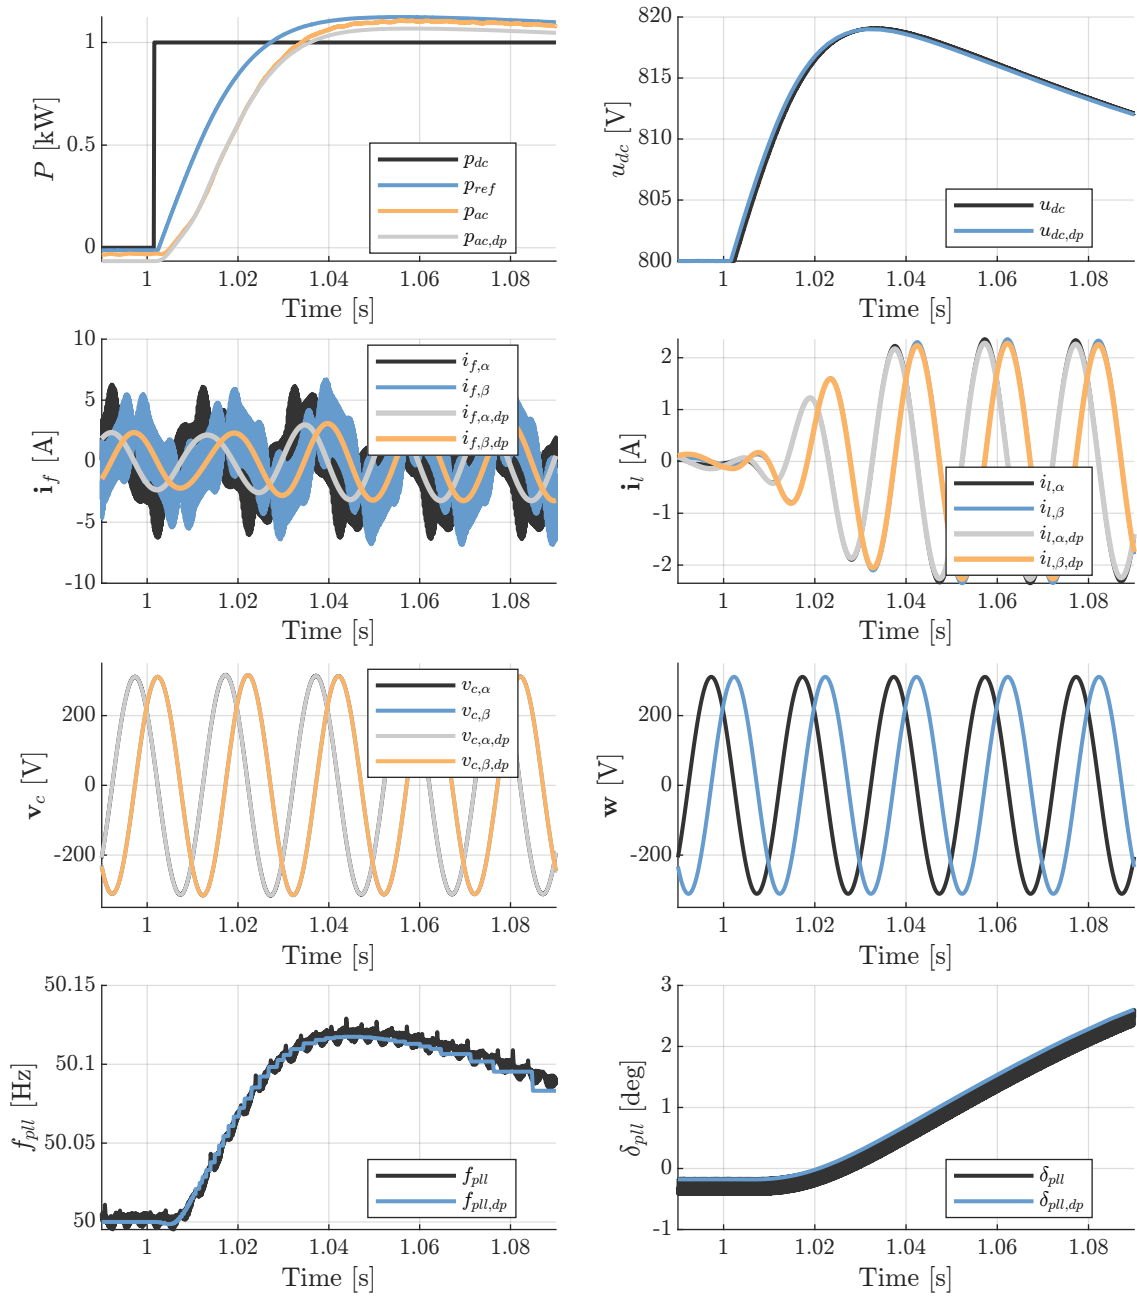 P [kW]
1
0.5
0
p_dc
p_ref
p_ac
p_ac,dp
1 1.02 1.04 1.06 1.08
Time [s]
u_dc [V]
820
815
810
805
800
u_dc
u_dc,dp
1 1.02 1.04 1.06 1.08
Time [s]
i_f [A]
10
5
0
-5
-10
i_f,α
i_f,β
i_f,α,dp
i_f,β,dp
1 1.02 1.04 1.06 1.08
Time [s]
i_l [A]
2
1
0
-1
-2
i_l,α
i_l,β
i_l,α,dp
i_l,β,dp
1 1.02 1.04 1.06 1.08
Time [s]
v_c [V]
200
0
-200
v_c,α
v_c,β
v_c,α,dp
v_c,β,dp
1 1.02 1.04 1.06 1.08
Time [s]
w [V]
200
0
-200
1 1.02 1.04 1.06 1.08
Time [s]
f_pll [Hz]
50.15
50.1
50.05
50
f_pll
f_pll,dp
1 1.02 1.04 1.06 1.08
Time [s]
δ_pll [deg]
3
2
1
0
-1
δ_pll
δ_pll,dp
1 1.02 1.04 1.06 1.08
Time [s]